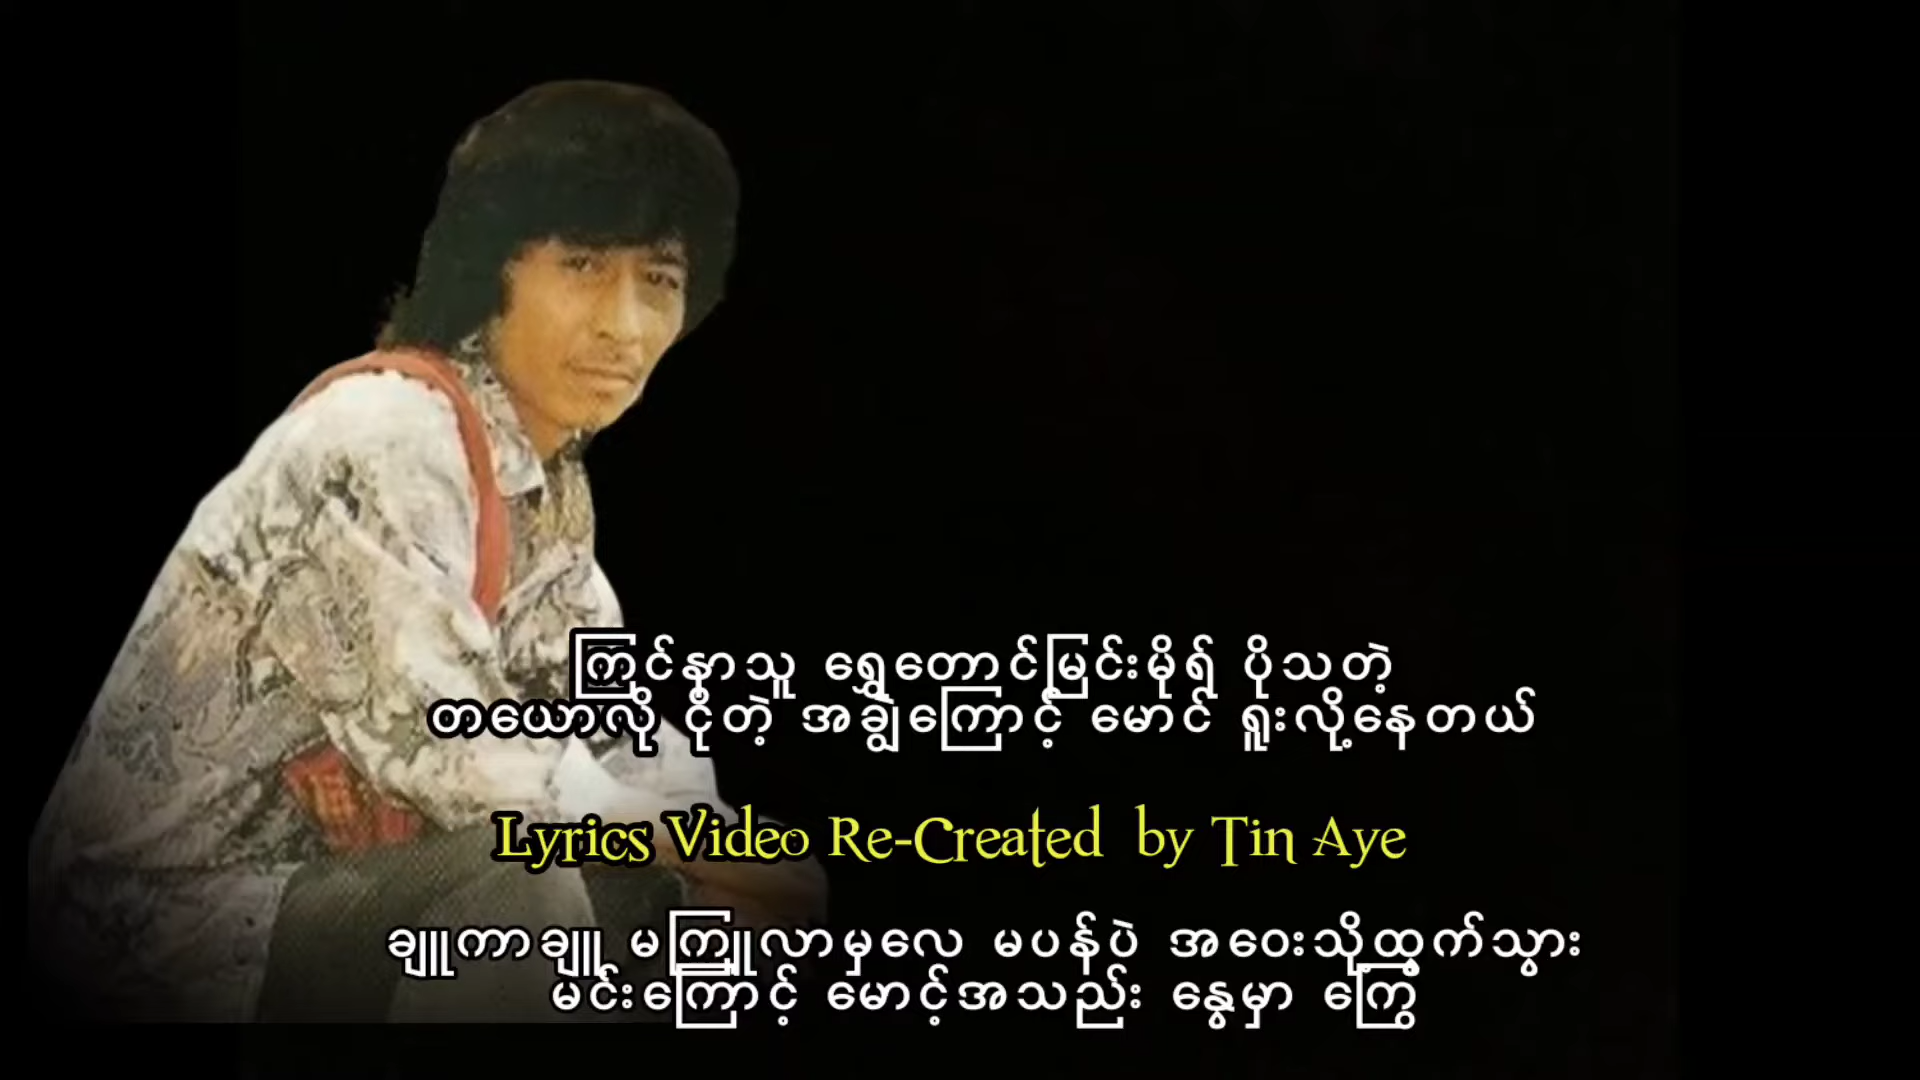 ကြင်နာသူ ရွှေတောင်မြင်းမိုရ် ပိုသတဲ့
တယောလို ငိုတဲ့ အချွဲကြောင့် မောင် ရူးလို့နေတယ်
Lyrics Video Re-Created by Tin Aye
ချူကာချူ မကြူလာမှလေ မပန်ပဲ အဝေးသို့ထွက်သွား
မင်းကြောင့် မောင့်အသည်း နွေမှာ ကြွေ